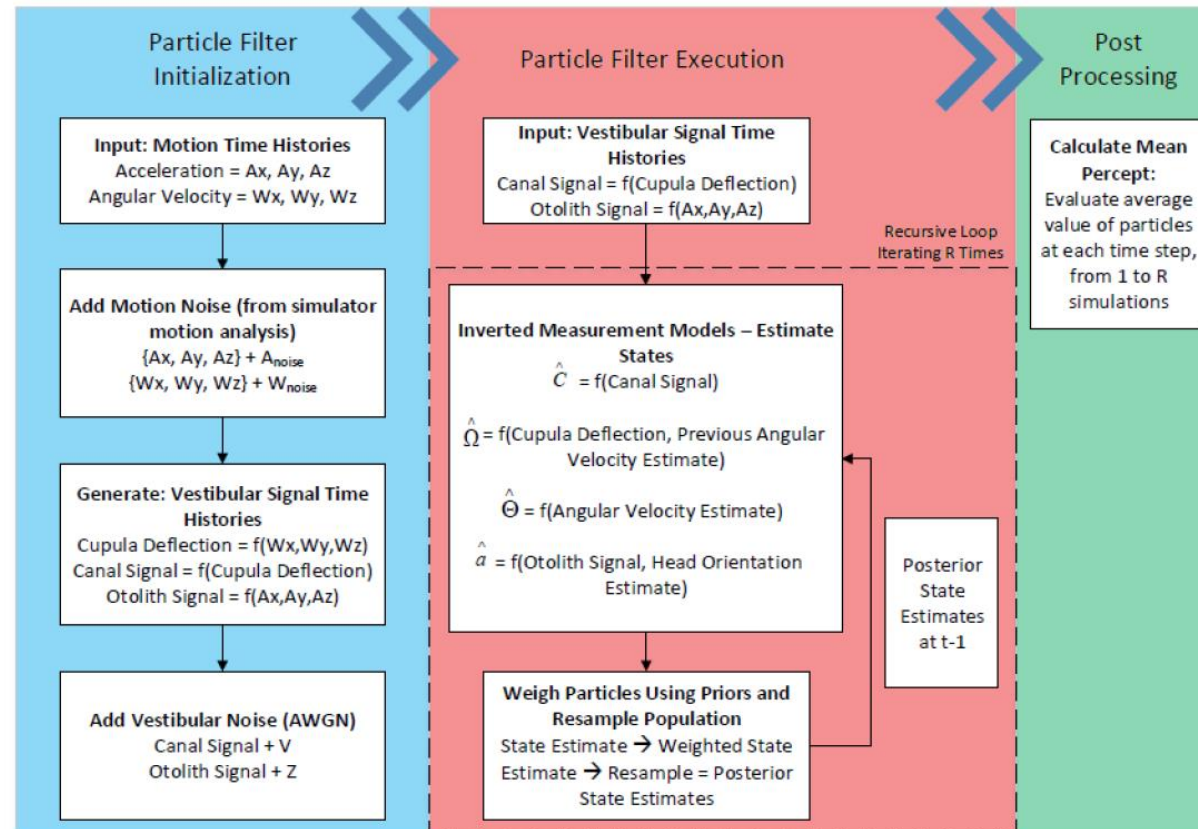 Particle Filter
Initialization
Input: Motion Time Histories
Acceleration = Ax, Ay, Az
Angular Velocity = Wx, Wy, Wz
Add Motion Noise (from simulator
motion analysis)
{Ax, Ay, Az} + Anoise
{Wx, Wy, Wz} + Wnoise
Generate: Vestibular Signal Time
Histories
Cupula Deflection = f(Wx,Wy,Wz)
Canal Signal = f(Cupula Deflection)
Otolith Signal = f(Ax,Ay,Az)
Add Vestibular Noise (AWGN)
Canal Signal + V
Otolith Signal + Z
Particle Filter Execution
Input: Vestibular Signal Time
Histories
Canal Signal = f(Cupula Deflection)
Otolith Signal = f(Ax,Ay,Az)
Recursive Loop
Iterating R Times
Inverted Measurement Models – Estimate
States
Ĉ = f(Canal Signal)
Ω̂ = f(Cupula Deflection, Previous Angular
Velocity Estimate)
Θ̂ = f(Angular Velocity Estimate)
â = f(Otolith Signal, Head Orientation
Estimate)
Posterior
State
Estimates
at t-1
Weigh Particles Using Priors and
Resample Population
State Estimate → Weighted State
Estimate → Resample = Posterior
State Estimates
Post
Processing
Calculate Mean
Percept:
Evaluate average
value of particles
at each time step,
from 1 to R
simulations